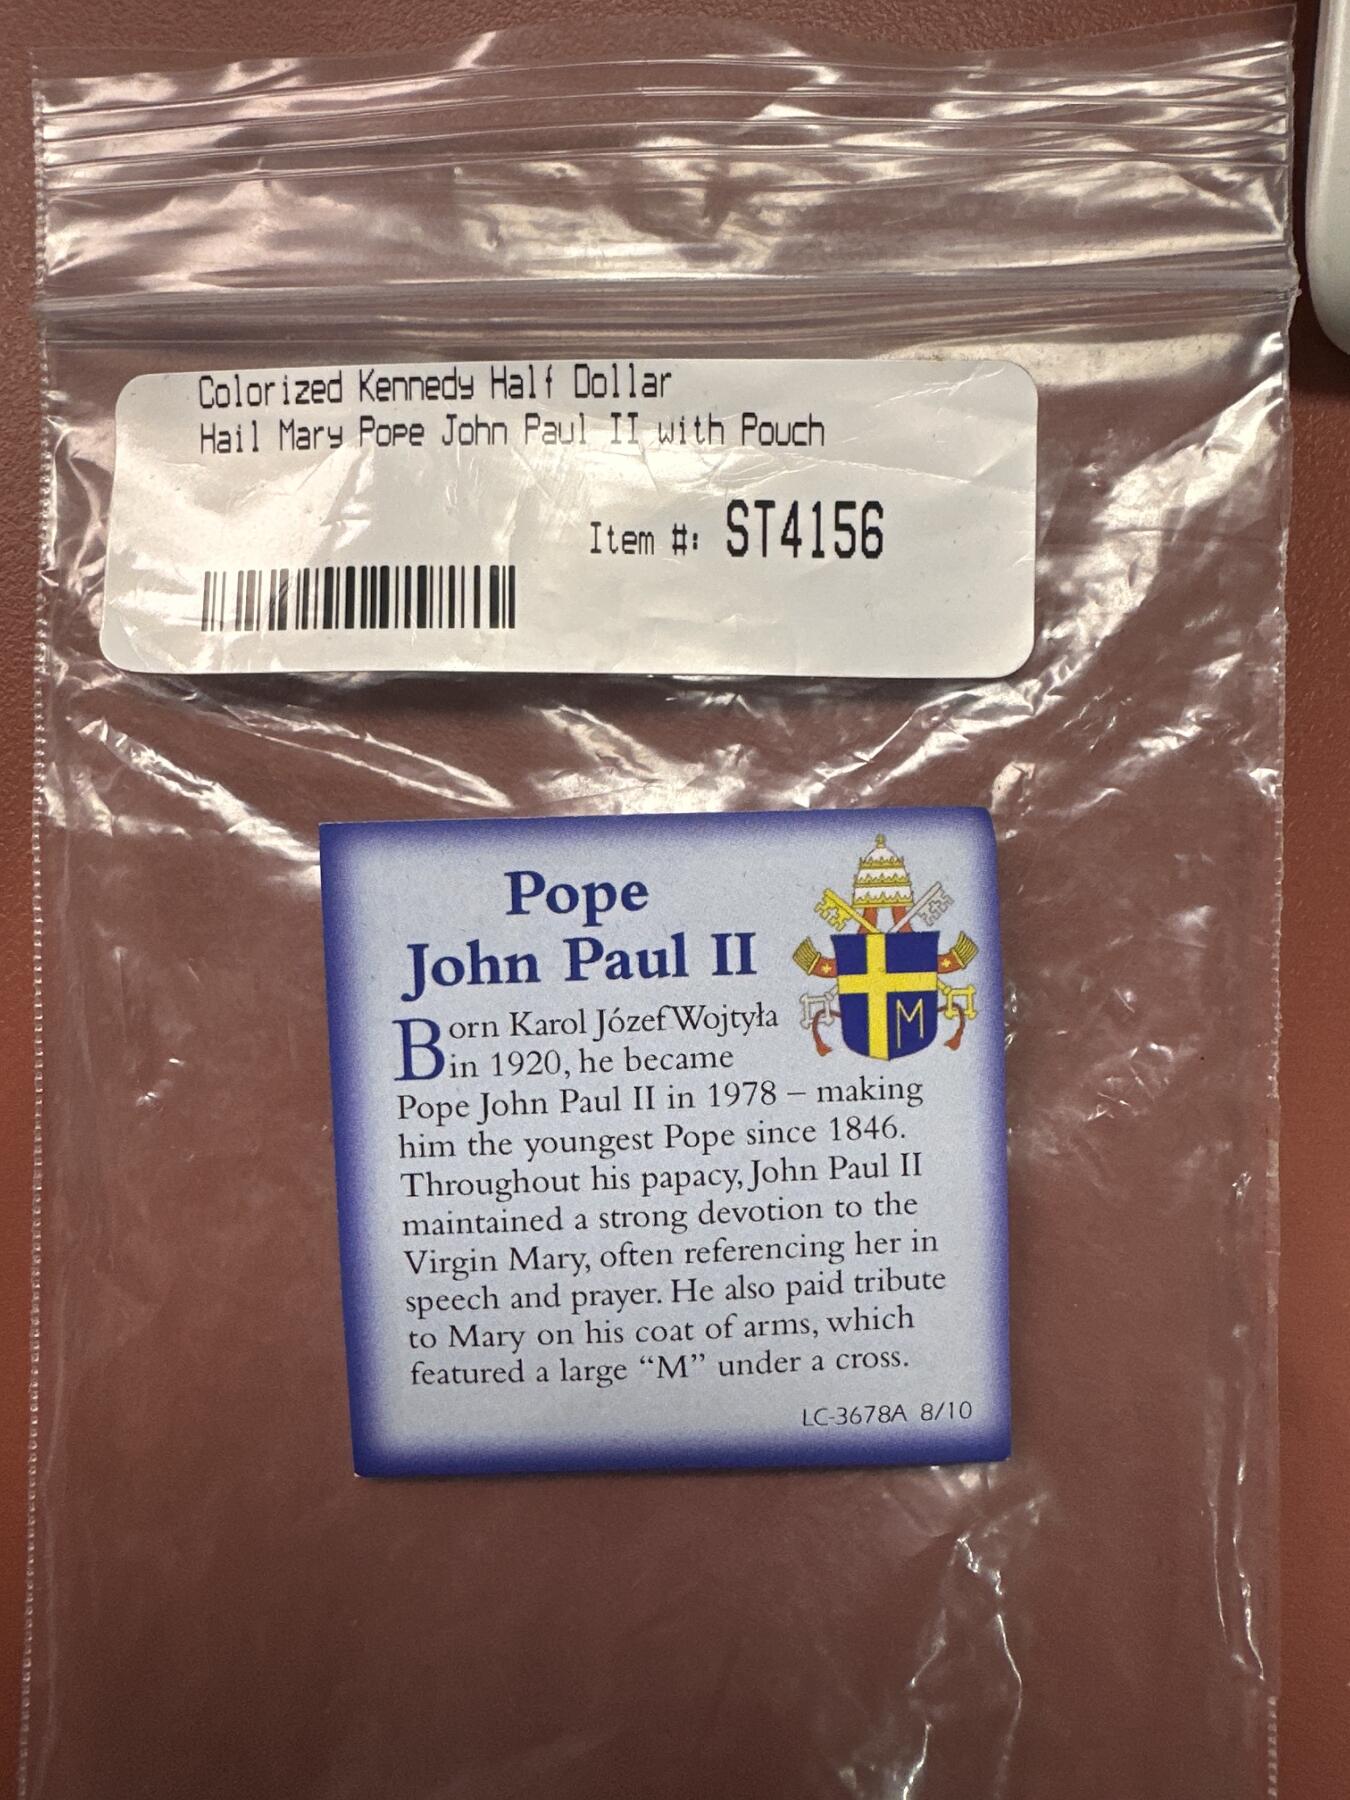 Colorized Kennedy Half Dollar
Hail Mary Pope John Paul II with Pouch
Item #: ST4156
Pope
John Paul II
M
Born Karol Józef Wojtyła
in 1920, he became
Pope John Paul II in 1978 – making
him the youngest Pope since 1846.
Throughout his papacy, John Paul II
maintained a strong devotion to the
Virgin Mary, often referencing her in
speech and prayer. He also paid tribute
to Mary on his coat of arms, which
featured a large “M” under a cross.
LC-3678A 8/10